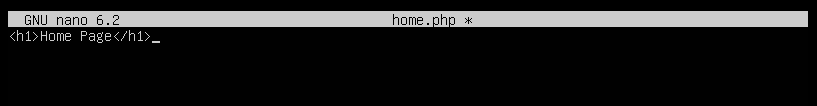 GNU nano 6.2 home.php *
<h1>Home Page</h1>_